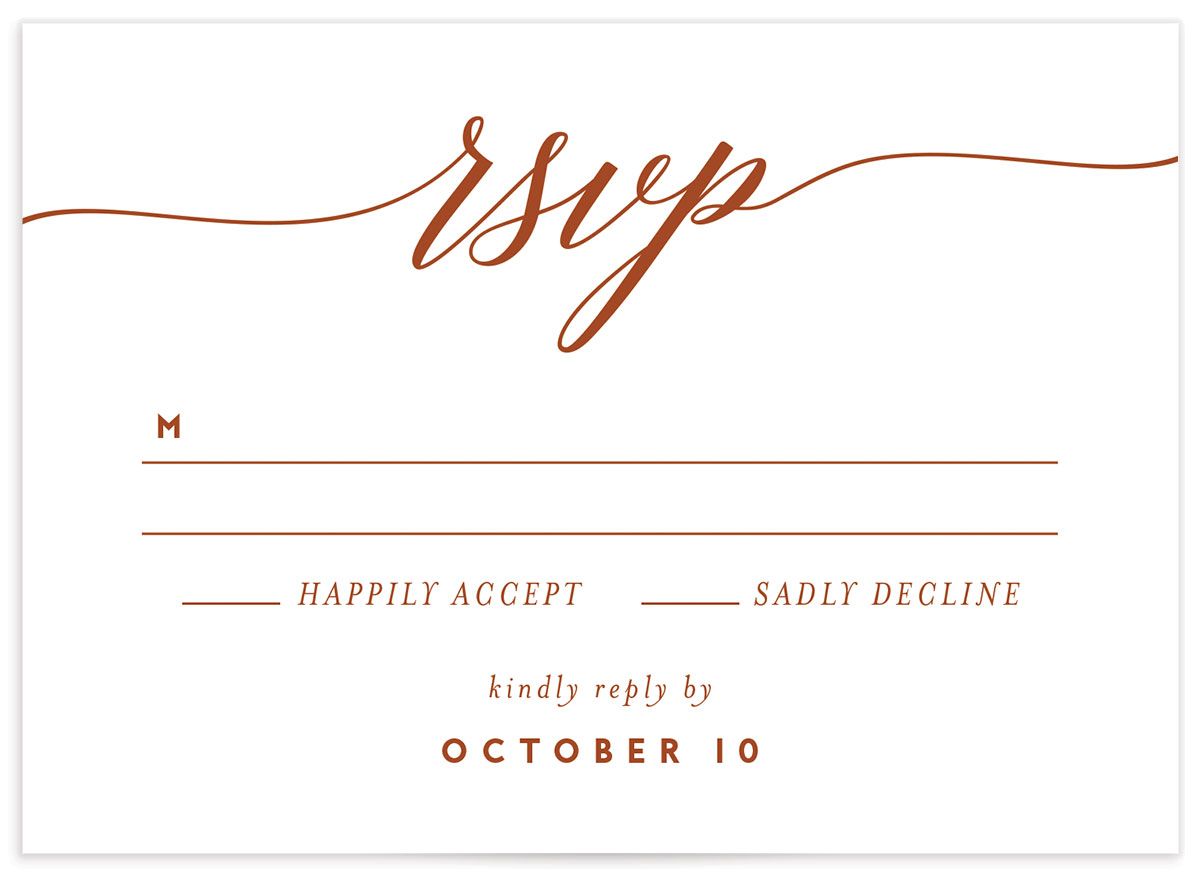 rsvp
M
HAPPILY ACCEPT SADLY DECLINE
kindly reply by
OCTOBER 10